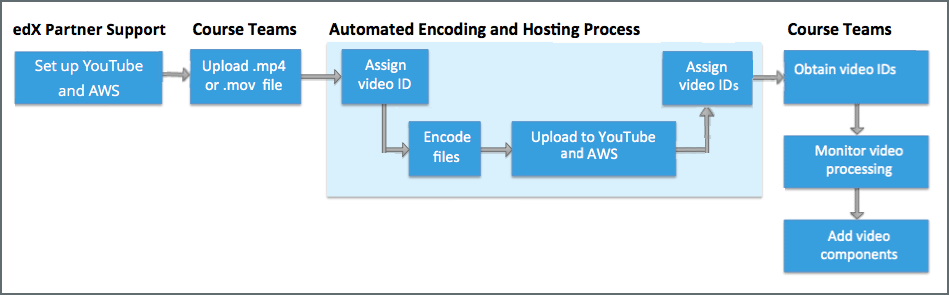 edX Partner Support
Course Teams
Automated Encoding and Hosting Process
Course Teams
Set up YouTube
and AWS
Upload .mp4
or .mov file
Assign
video ID
Encode
files
Upload to YouTube
and AWS
Assign
video IDs
Obtain video IDs
Monitor video
processing
Add video
components